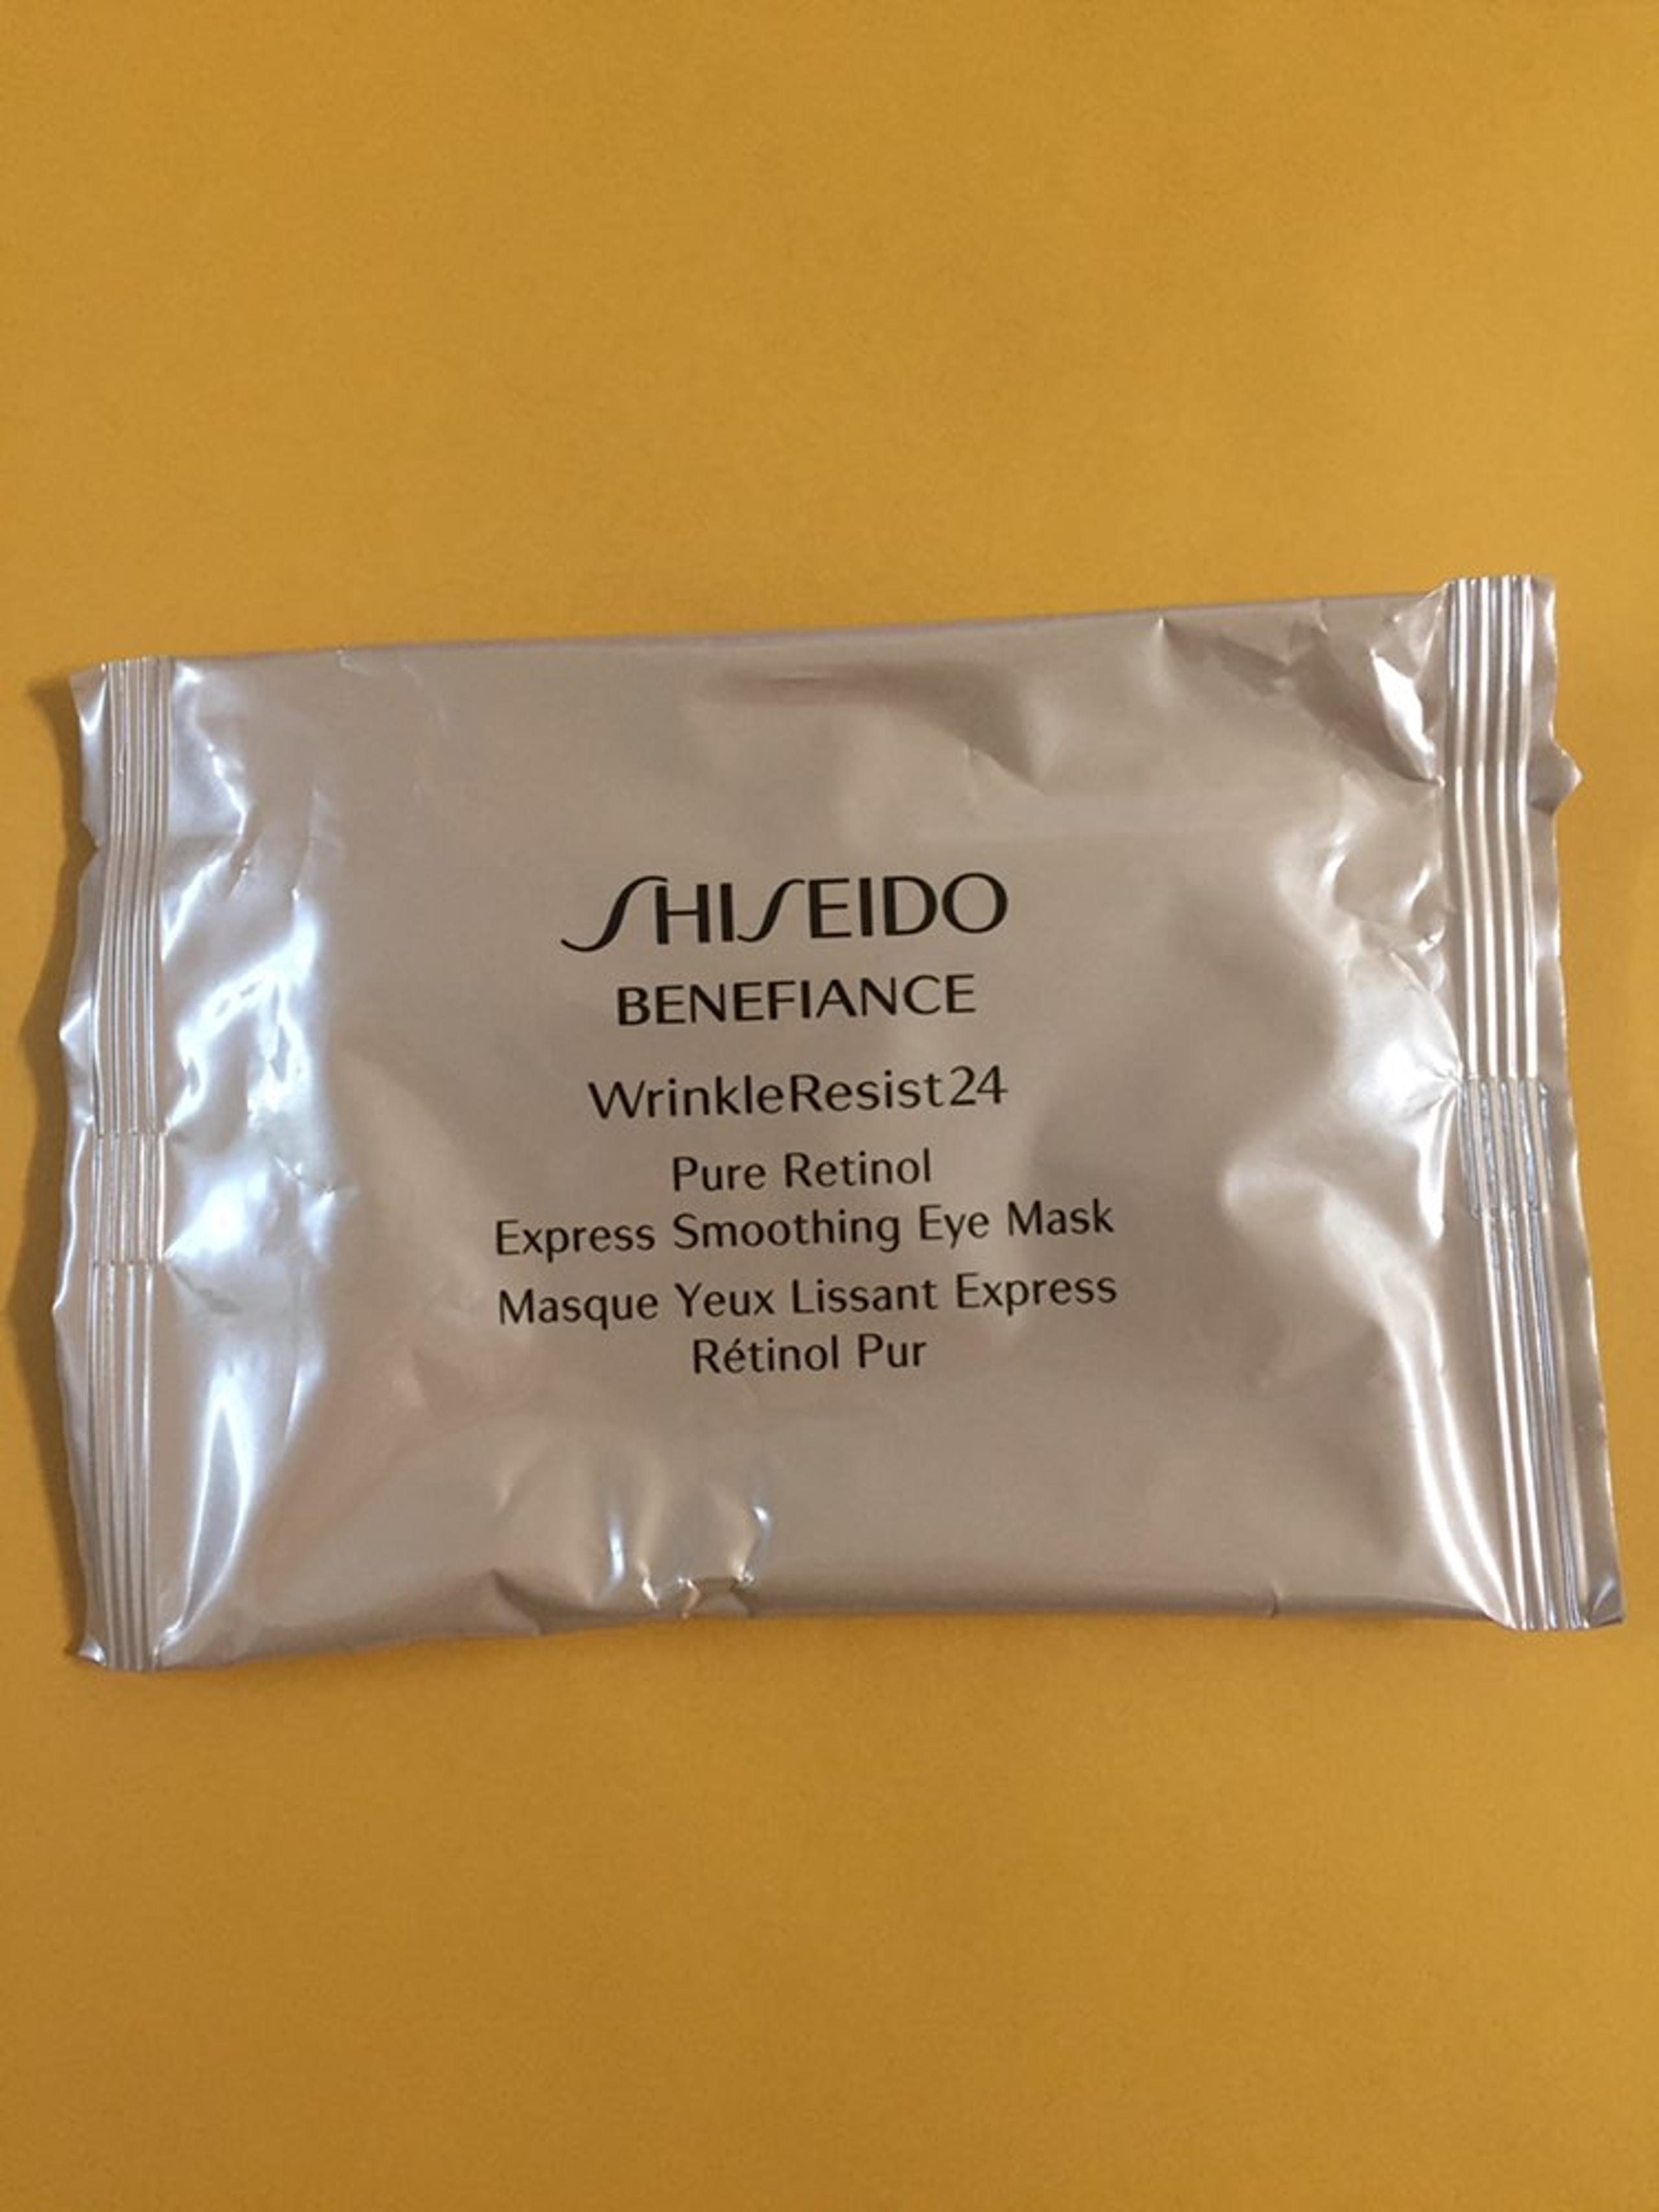 SHISEIDO
BENEFIANCE
WrinkleResist24
Pure Retinol
Express Smoothing Eye Mask
Masque Yeux Lissant Express
Rétinol Pur